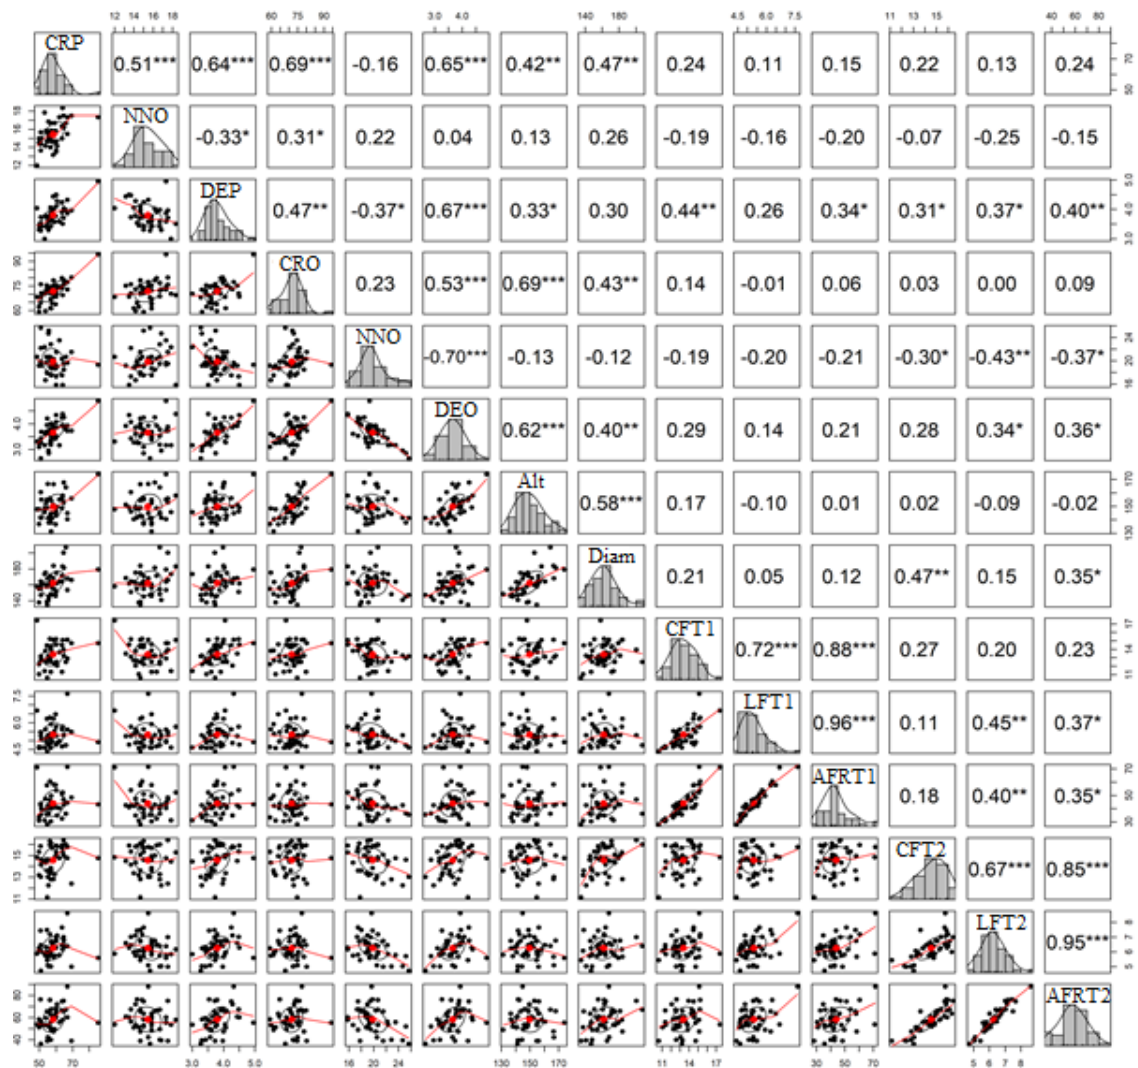 12 14 16 18 60 75 90 3.0 4.0 140 180 4.5 6.0 7.5 11 13 15 40 60 80
CRP 0.51*** 0.64*** 0.69*** -0.16 0.65*** 0.42** 0.47** 0.24 0.11 0.15 0.22 0.13 0.24 50 70
12 14 16 18 NNO -0.33* 0.31* 0.22 0.04 0.13 0.26 -0.19 -0.16 -0.20 -0.07 -0.25 -0.15
DEP 0.47** -0.37* 0.67*** 0.33* 0.30 0.44** 0.26 0.34* 0.31* 0.37* 0.40** 3.0 4.0 5.0
60 75 90 CRO 0.23 0.53*** 0.69*** 0.43** 0.14 -0.01 0.06 0.03 0.00 0.09
NNO -0.70*** -0.13 -0.12 -0.19 -0.20 -0.21 -0.30* -0.43** -0.37* 16 20 24
3.0 4.0 DEO 0.62*** 0.40** 0.29 0.14 0.21 0.28 0.34* 0.36*
Alt 0.58*** 0.17 -0.10 0.01 0.02 -0.09 -0.02 130 150 170
140 180 Diam 0.21 0.05 0.12 0.47** 0.15 0.35*
CFT1 0.72*** 0.88*** 0.27 0.20 0.23 11 14 17
4.5 6.0 7.5 LFT1 0.96*** 0.11 0.45** 0.37*
AFRT1 0.18 0.40** 0.35* 30 50 70
11 13 15 CFT2 0.67*** 0.85***
LFT2 0.95*** 5 6 7 8
40 60 80 AFRT2
50 70 3.0 4.0 5.0 16 20 24 130 150 170 11 14 17 30 50 70 5 6 7 8